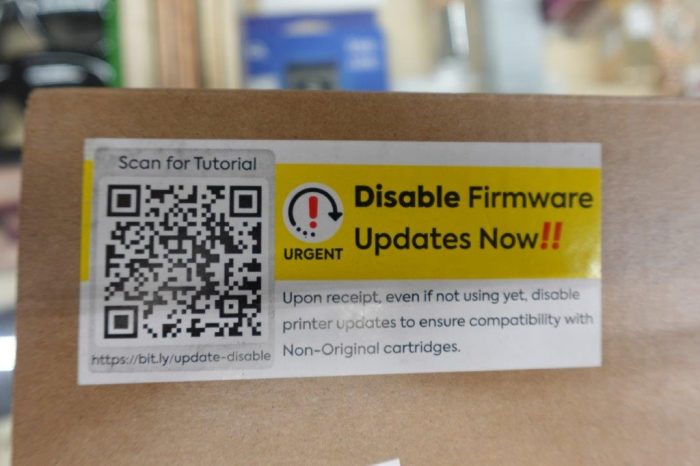 Scan for Tutorial
https://bit.ly/update-disable
URGENT
Disable Firmware
Updates Now!!
Upon receipt, even if not using yet, disable
printer updates to ensure compatibility with
Non-Original cartridges.